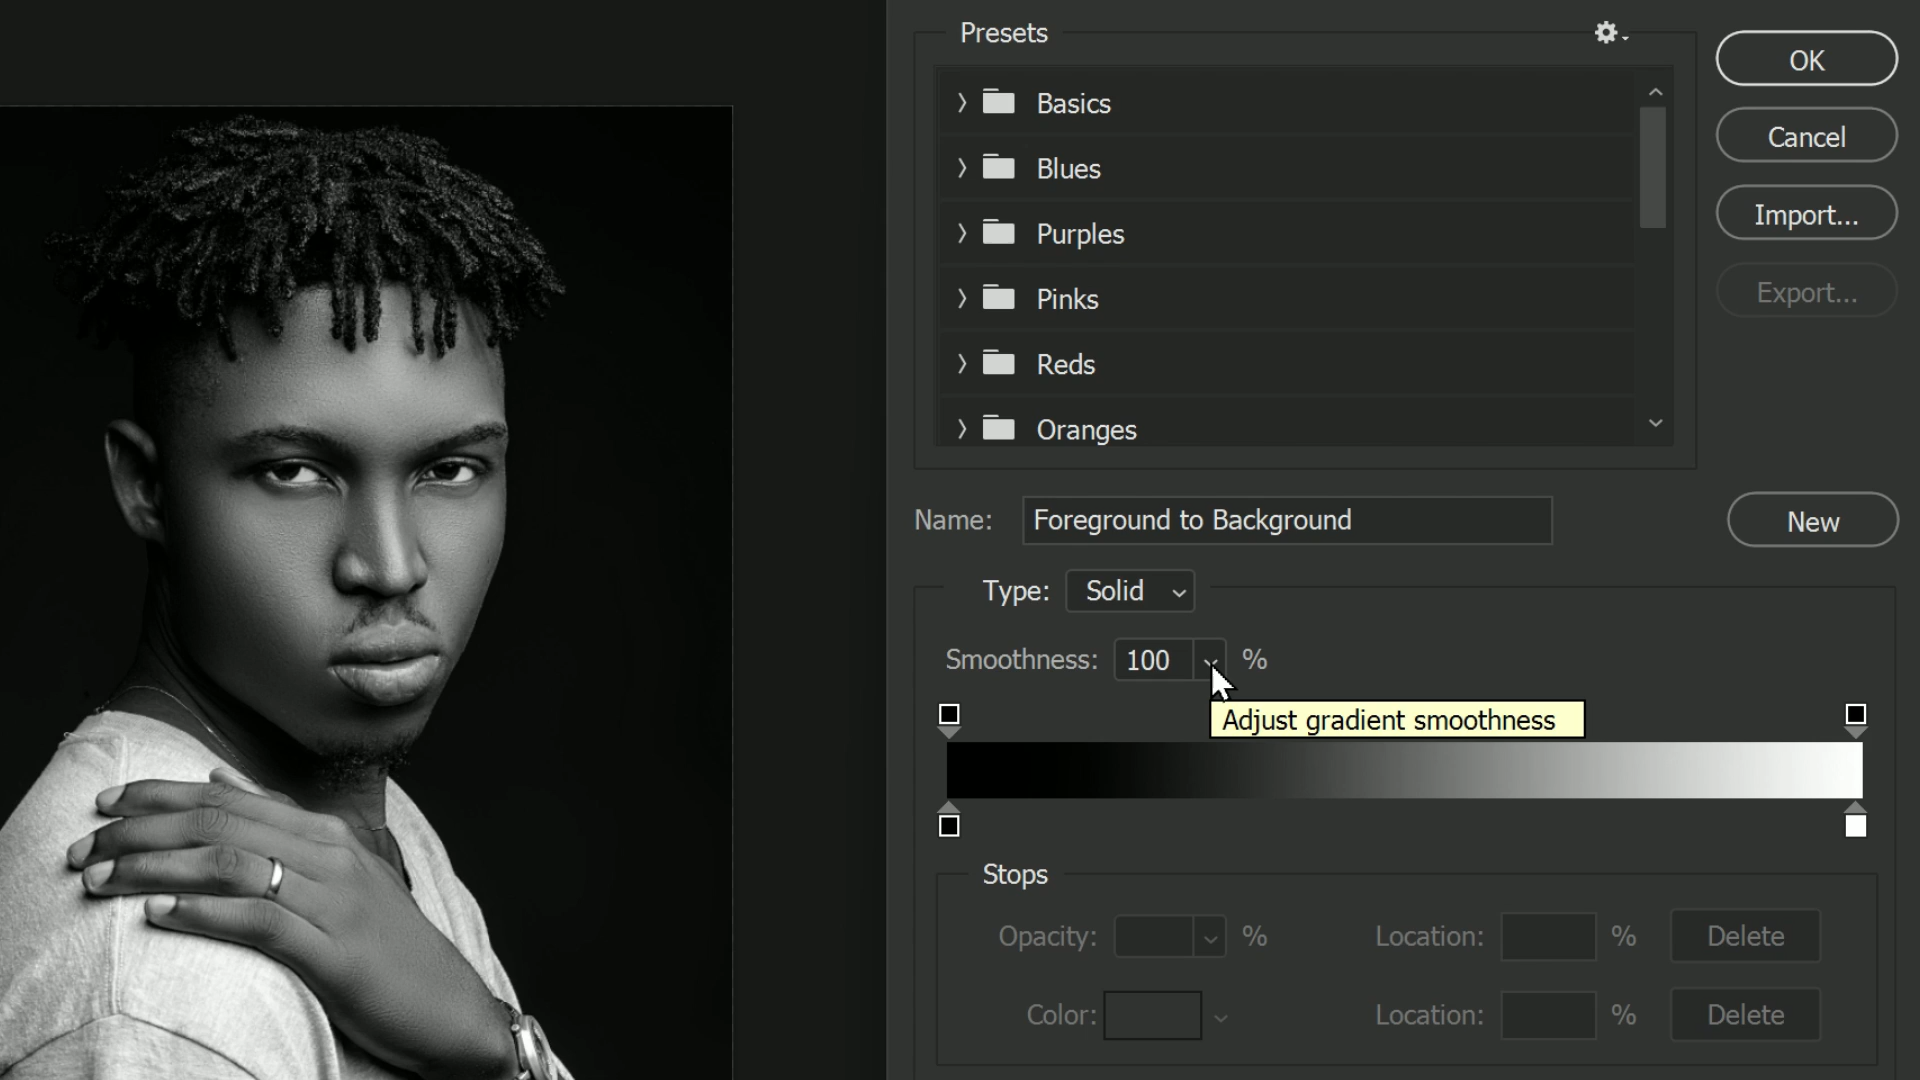 Presets
Basics
Blues
Purples
Pinks
Reds
Oranges
OK
Cancel
Import...
Export...
Name: Foreground to Background
New
Type: Solid
Smoothness: 100 %
Adjust gradient smoothness
Stops
Opacity: % Location: % Delete
Color: Location: % Delete